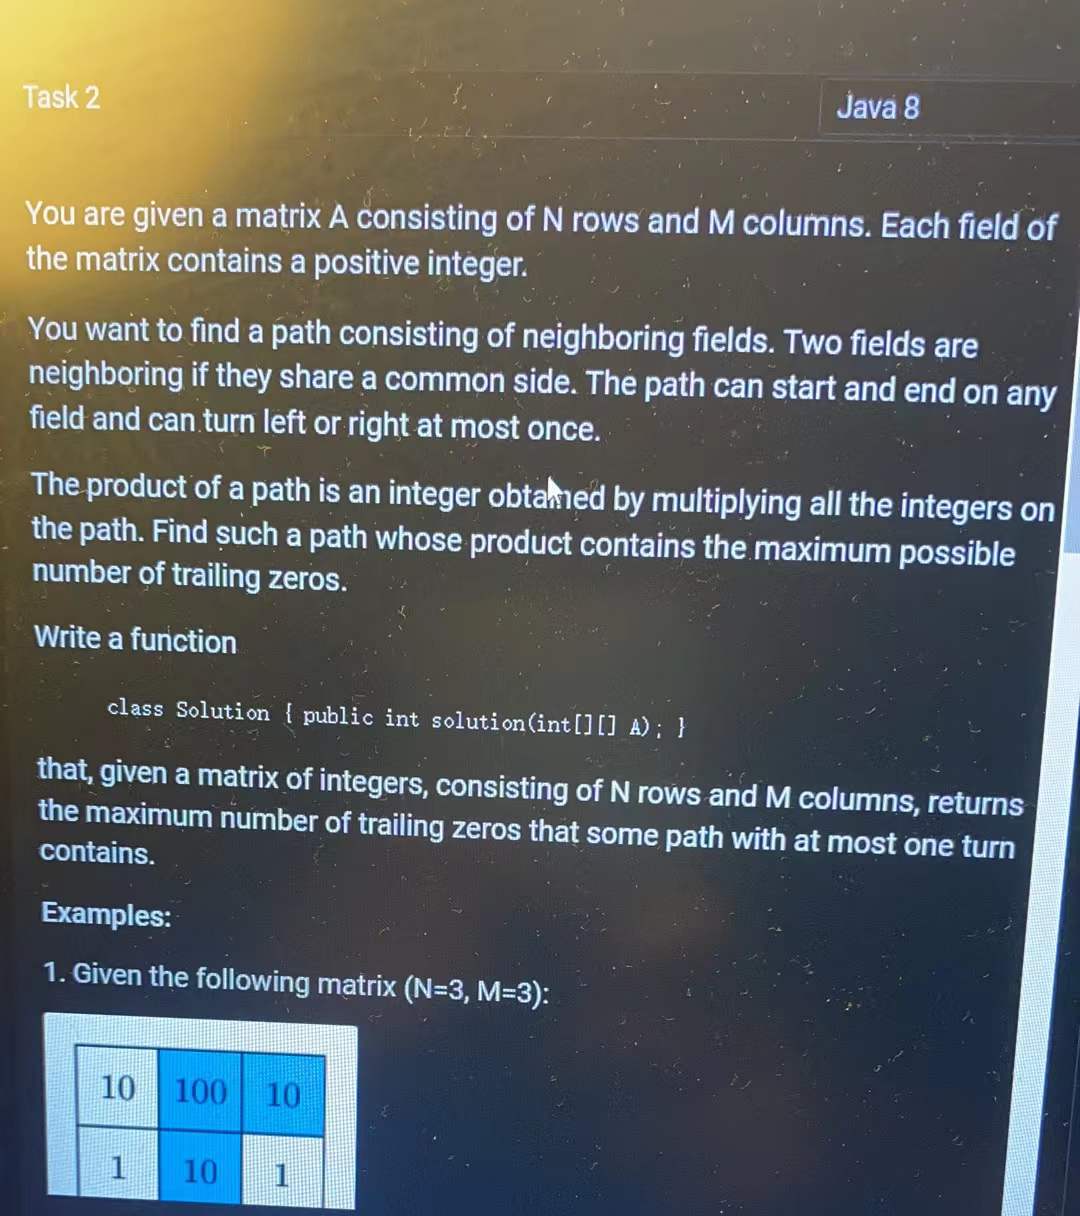 Task 2
Java 8
You are given a matrix A consisting of N rows and M columns. Each field of
the matrix contains a positive integer.
You want to find a path consisting of neighboring fields. Two fields are
neighboring if they share a common side. The path can start and end on any
field and can turn left or right at most once.
The product of a path is an integer obtained by multiplying all the integers on
the path. Find such a path whose product contains the maximum possible
number of trailing zeros.
Write a function
class Solution { public int solution(int[][] A); }
that, given a matrix of integers, consisting of N rows and M columns, returns
the maximum number of trailing zeros that some path with at most one turn
contains.
Examples:
1. Given the following matrix (N=3, M=3):
10 100 10
1 10 1